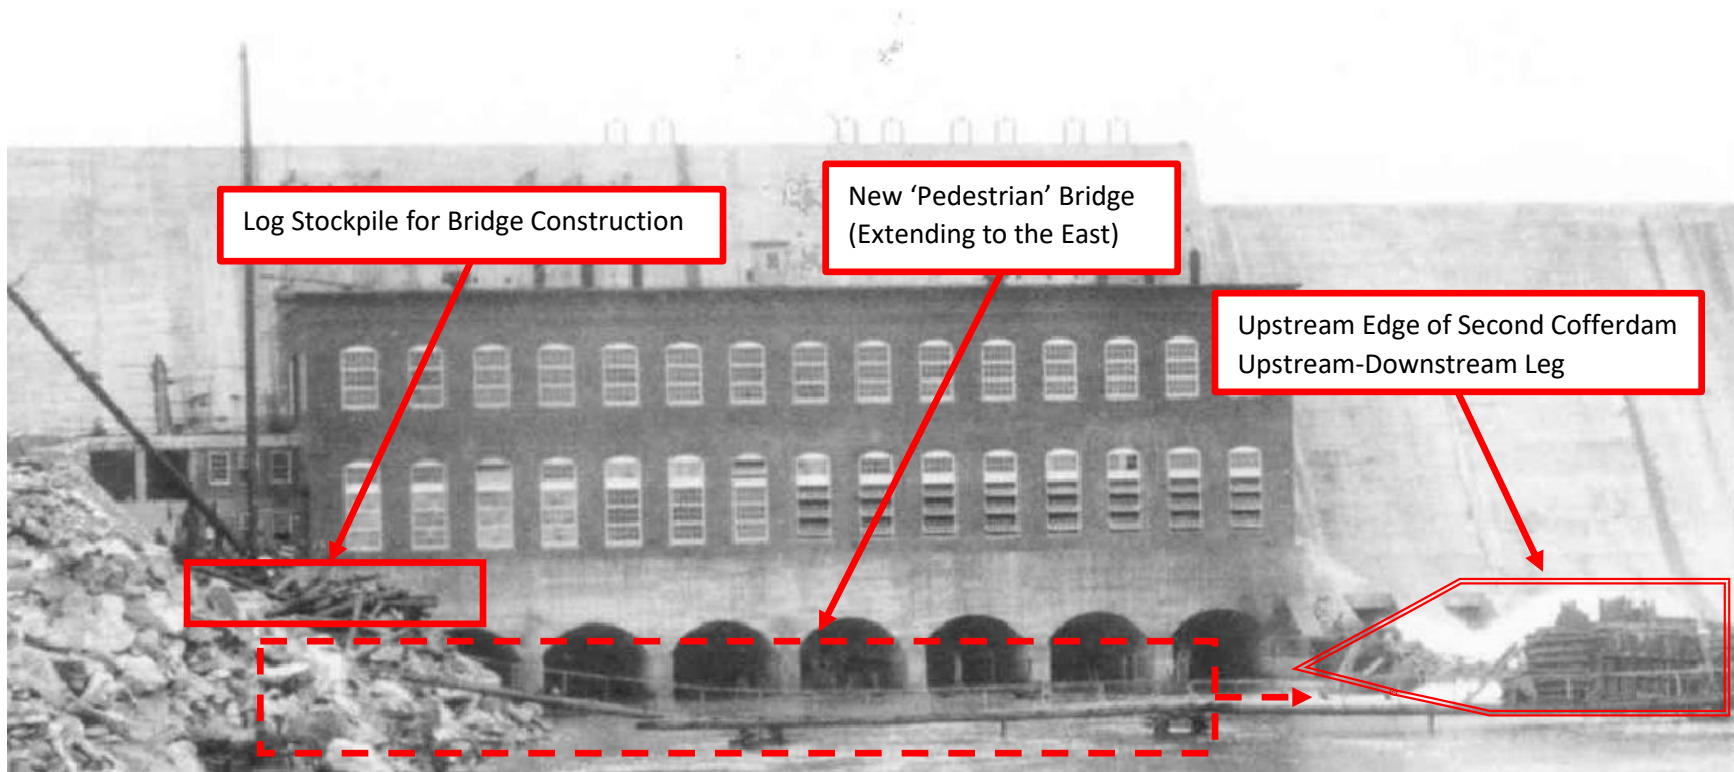 Log Stockpile for Bridge Construction
New ‘Pedestrian’ Bridge
(Extending to the East)
Upstream Edge of Second Cofferdam
Upstream-Downstream Leg